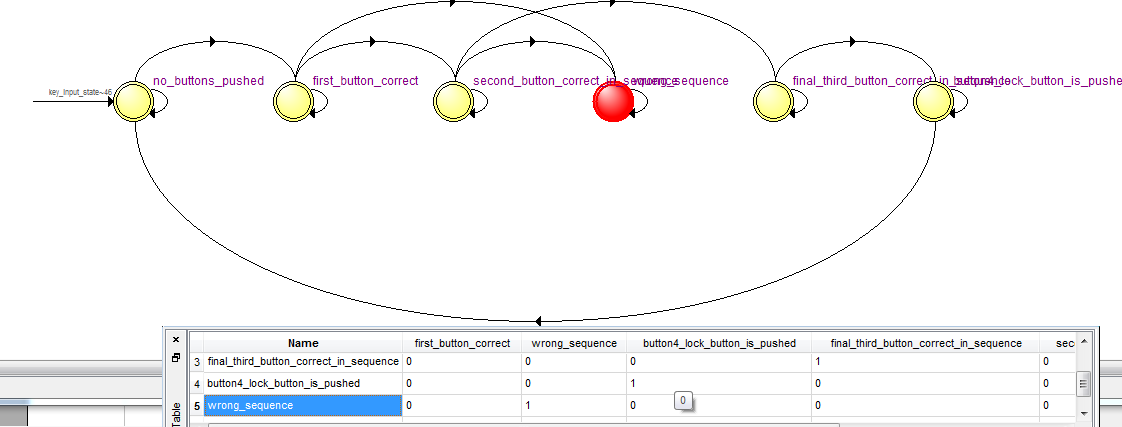 no_buttons_pushed
first_button_correct
second_button_correct_in_sequence
wrong_sequence
final_third_button_correct_in_sequence
button4_lock_button_is_pushe
key_input_state~46
Name first_button_correct wrong_sequence button4_lock_button_is_pushed final_third_button_correct_in_sequence sec
3 final_third_button_correct_in_sequence 0 0 0 1 0
4 button4_lock_button_is_pushed 0 0 1 0 0
5 wrong_sequence 0 1 0 0 0
0
Table